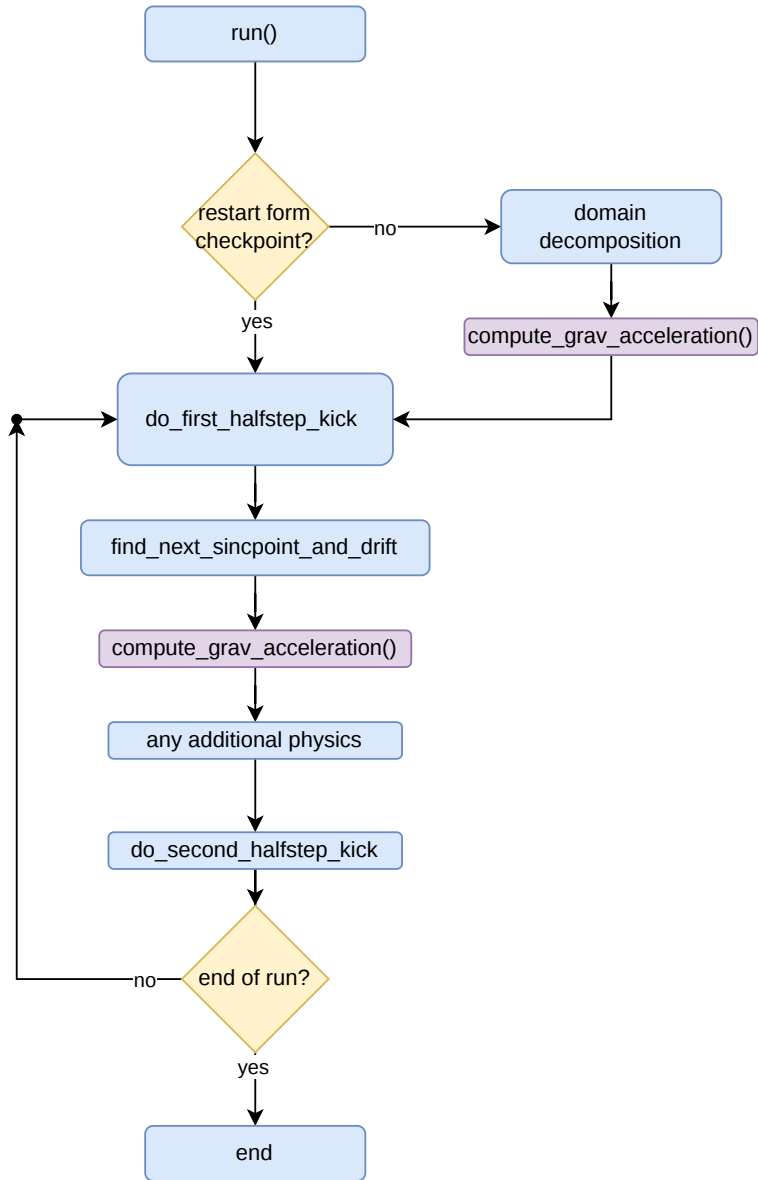 run()
restart form
checkpoint?
no
domain
decomposition
yes
compute_grav_acceleration()
do_first_halfstep_kick
find_next_sincpoint_and_drift
compute_grav_acceleration()
any additional physics
do_second_halfstep_kick
end of run?
no
yes
end